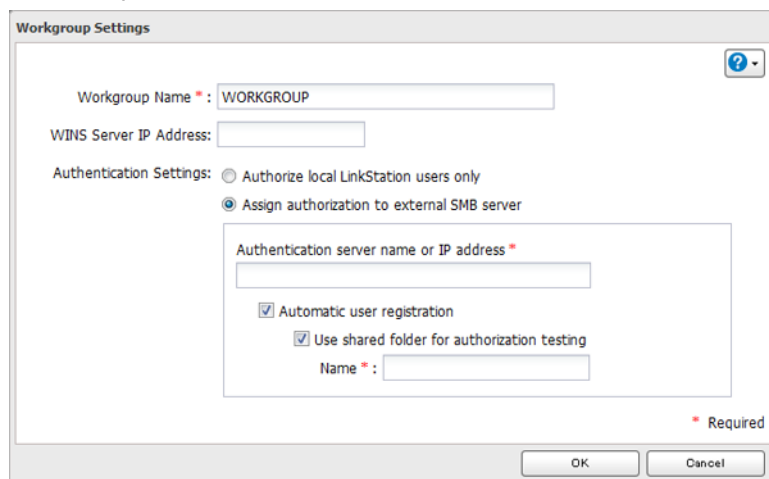 Workgroup Settings
?
Workgroup Name * : WORKGROUP
WINS Server IP Address:
Authentication Settings: Authorize local LinkStation users only
Assign authorization to external SMB server
Authentication server name or IP address *
Automatic user registration
Use shared folder for authorization testing
Name * :
* Required
OK Cancel